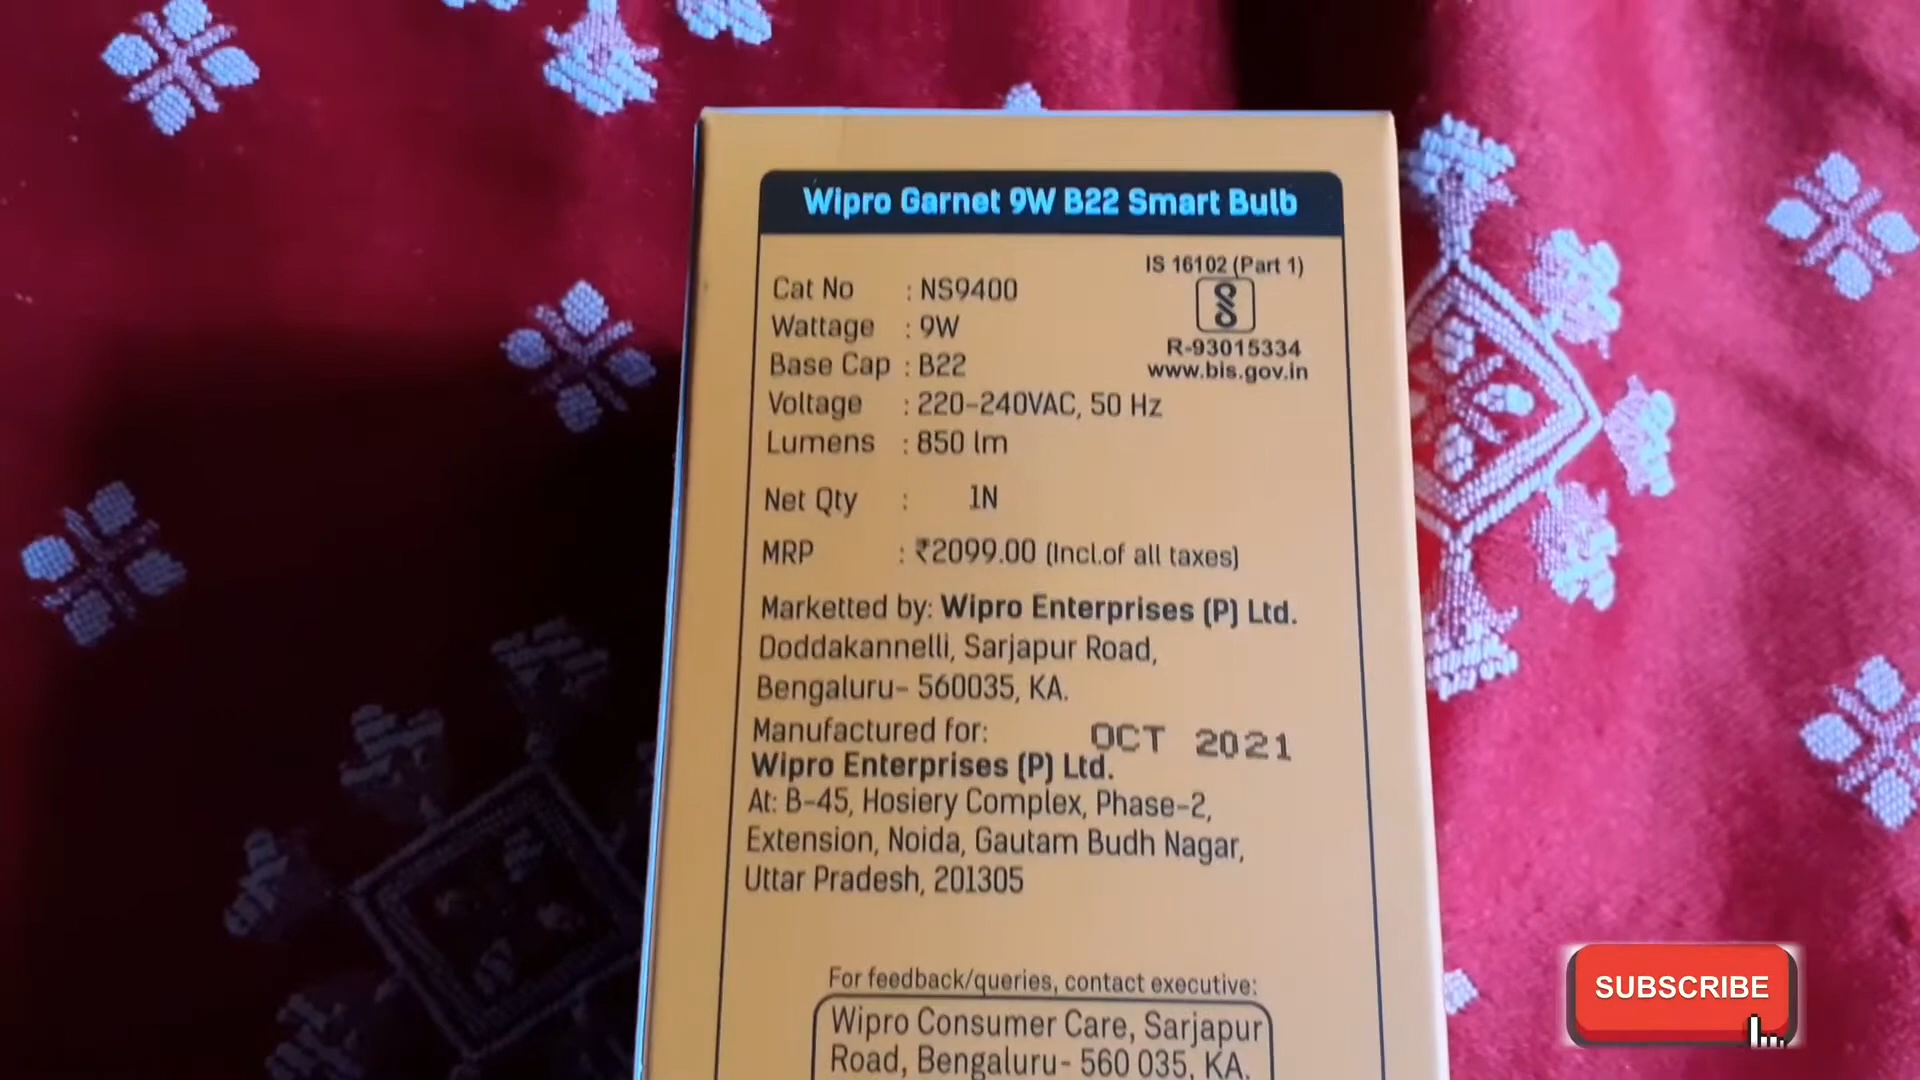 Wipro Garnet 9W B22 Smart Bulb
IS 16102 (Part 1)
R-93015334
www.bis.gov.in
Cat No : NS9400
Wattage : 9W
Base Cap : B22
Voltage : 220-240VAC, 50 Hz
Lumens : 850 lm
Net Qty : 1N
MRP : ₹2099.00 (Incl.of all taxes)
Marketted by: Wipro Enterprises (P) Ltd.
Doddakannelli, Sarjapur Road,
Bengaluru- 560035, KA.
Manufactured for: OCT 2021
Wipro Enterprises (P) Ltd.
At: B-45, Hosiery Complex, Phase-2,
Extension, Noida, Gautam Budh Nagar,
Uttar Pradesh, 201305
For feedback/queries, contact executive:
Wipro Consumer Care, Sarjapur
Road, Bengaluru- 560 035, KA.
SUBSCRIBE